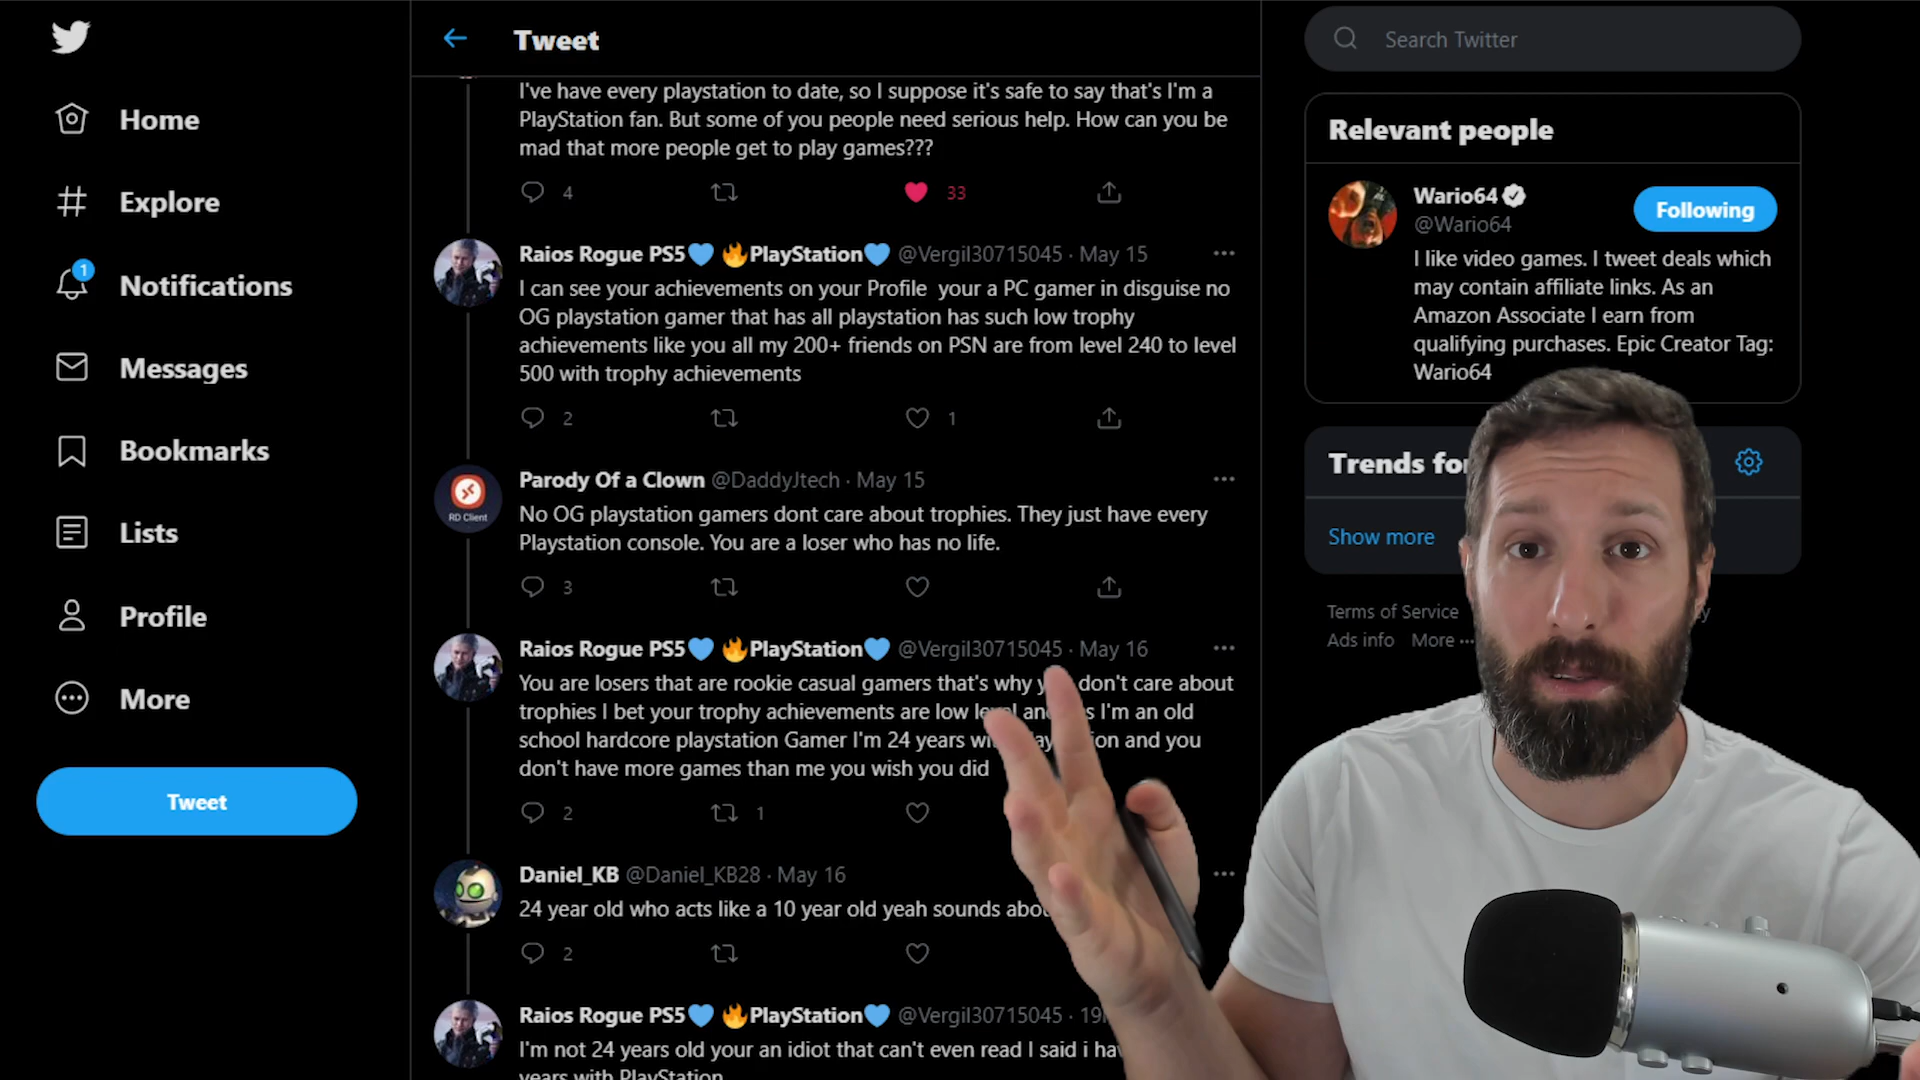 Tweet
Search Twitter
Home
Explore
1
Notifications
Messages
Bookmarks
Lists
Profile
More
Tweet
I've have every playstation to date, so I suppose it's safe to say that's I'm a
PlayStation fan. But some of you people need serious help. How can you be
mad that more people get to play games???
4 33
Raios Rogue PS5💙 🔥PlayStation💙 @Vergil30715045 · May 15
I can see your achievements on your Profile your a PC gamer in disguise no
OG playstation gamer that has all playstation has such low trophy
achievements like you all my 200+ friends on PSN are from level 240 to level
500 with trophy achievements
2 1
Parody Of a Clown @DaddyJtech · May 15
RD Client
No OG playstation gamers dont care about trophies. They just have every
Playstation console. You are a loser who has no life.
3
Raios Rogue PS5💙 🔥PlayStation💙 @Vergil30715045 · May 16
You are losers that are rookie casual gamers that's why don't care about
trophies I bet your trophy achievements are low I'm an old
school hardcore playstation Gamer I'm 24 years and you
don't have more games than me you wish you did
2 1
Daniel_KB @Daniel_KB28 · May 16
24 year old who acts like a 10 year old yeah sounds
2
Raios Rogue PS5💙 🔥PlayStation💙 @Vergil30715045 ·
I'm not 24 years old your an idiot that can't even read I said i
years with PlayStation
Relevant people
Wario64
@Wario64
Following
I like video games. I tweet deals which
may contain affiliate links. As an
Amazon Associate I earn from
qualifying purchases. Epic Creator Tag:
Wario64
Trends
Show more
Terms of Service
Ads info More ···